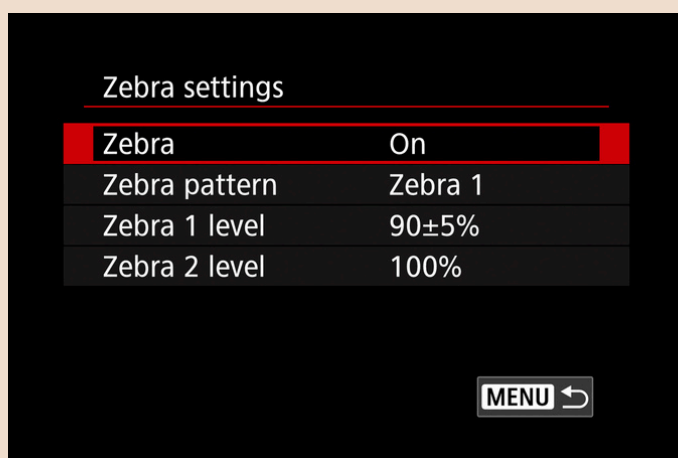 Zebra settings
Zebra On
Zebra pattern Zebra 1
Zebra 1 level 90±5%
Zebra 2 level 100%
MENU